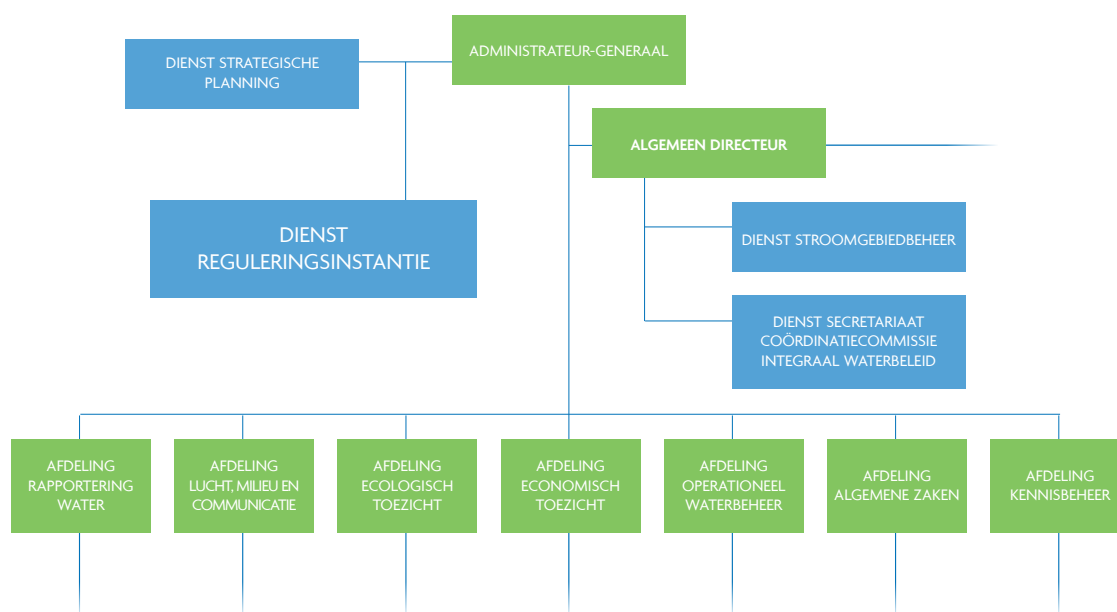 ADMINISTRATEUR-GENERAAL
DIENST STRATEGISCHE
PLANNING
ALGEMEEN DIRECTEUR
DIENST
REGULERINGSINSTANTIE
DIENST STROOMGEBIEDBEHEER
DIENST SECRETARIAAT
COÖRDINATIECOMMISSIE
INTEGRAAL WATERBELEID
AFDELING
RAPPORTERING
WATER
AFDELING
LUCHT, MILIEU EN
COMMUNICATIE
AFDELING
ECOLOGISCH
TOEZICHT
AFDELING
ECONOMISCH
TOEZICHT
AFDELING
OPERATIONEEL
WATERBEHEER
AFDELING
ALGEMENE ZAKEN
AFDELING
KENNISBEHEER